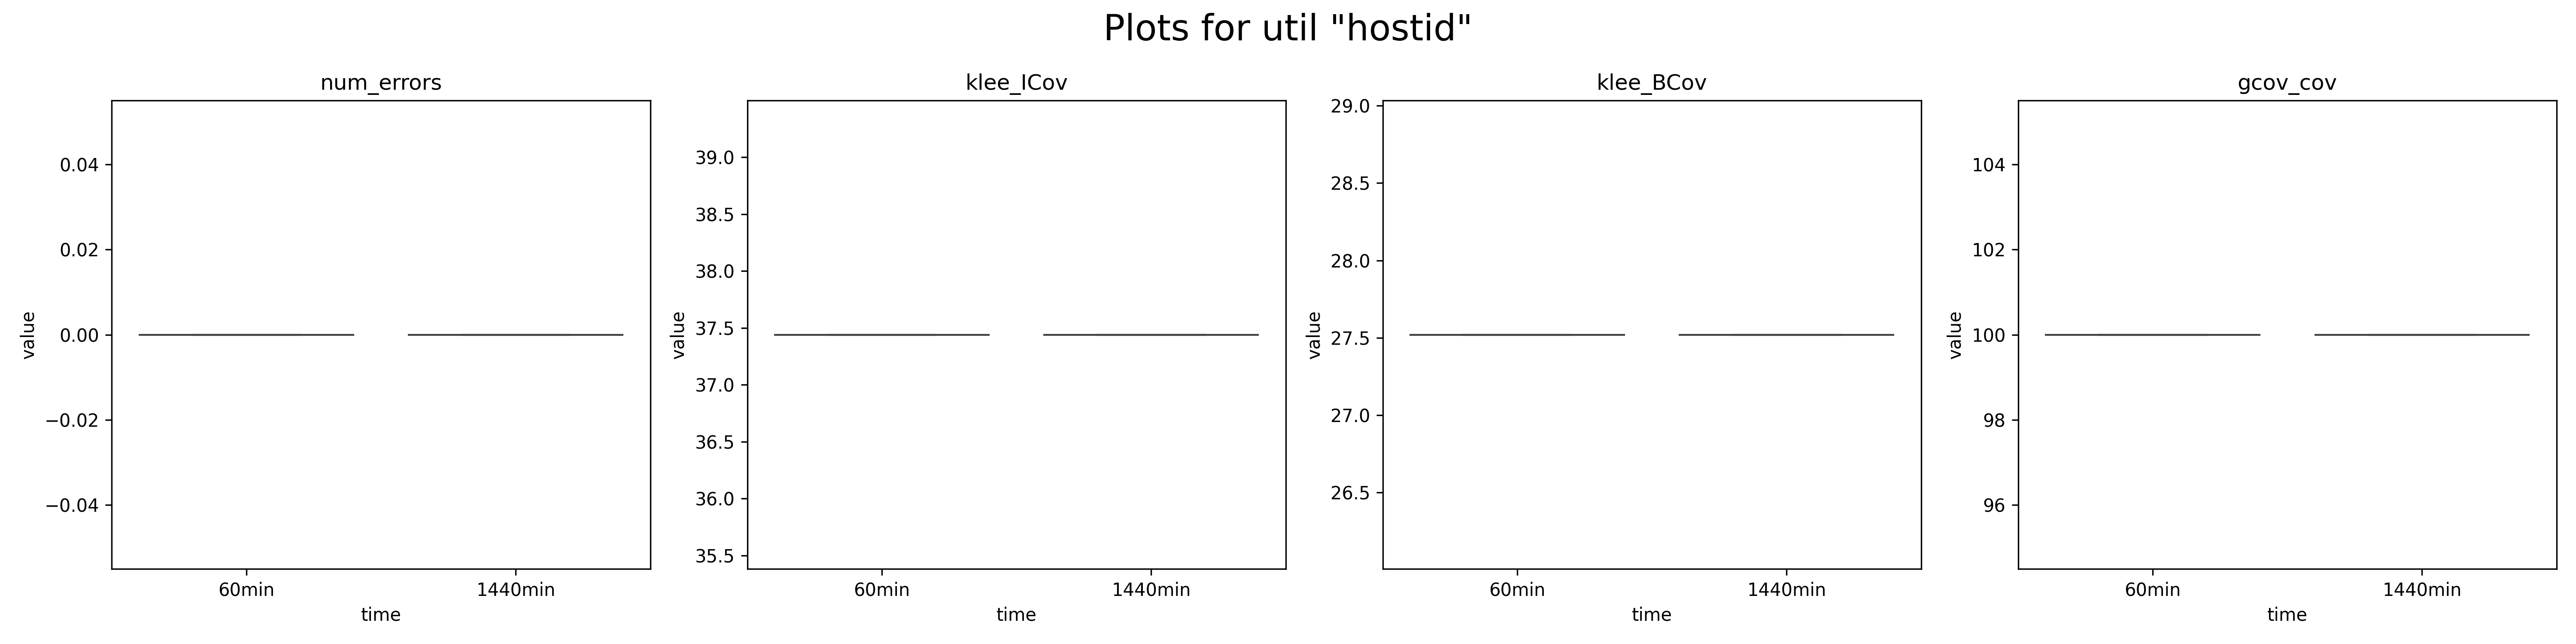 Plots for util "hostid"
num_errors
value
0.04
0.02
0.00
−0.02
−0.04
60min
1440min
time
klee_ICov
value
39.0
38.5
38.0
37.5
37.0
36.5
36.0
35.5
60min
1440min
time
klee_BCov
value
29.0
28.5
28.0
27.5
27.0
26.5
60min
1440min
time
gcov_cov
value
104
102
100
98
96
60min
1440min
time